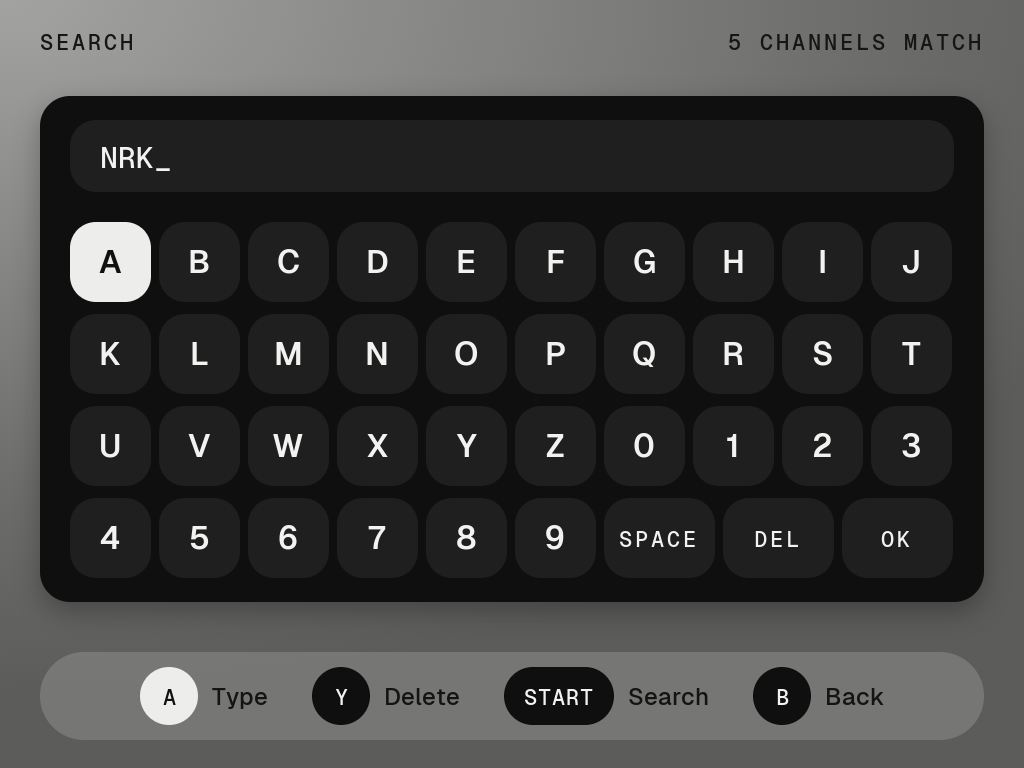 SEARCH
5 CHANNELS MATCH
NRK_
A B C D E F G H I J
K L M N O P Q R S T
U V W X Y Z 0 1 2 3
4 5 6 7 8 9 SPACE DEL OK
A Type Y Delete START Search B Back